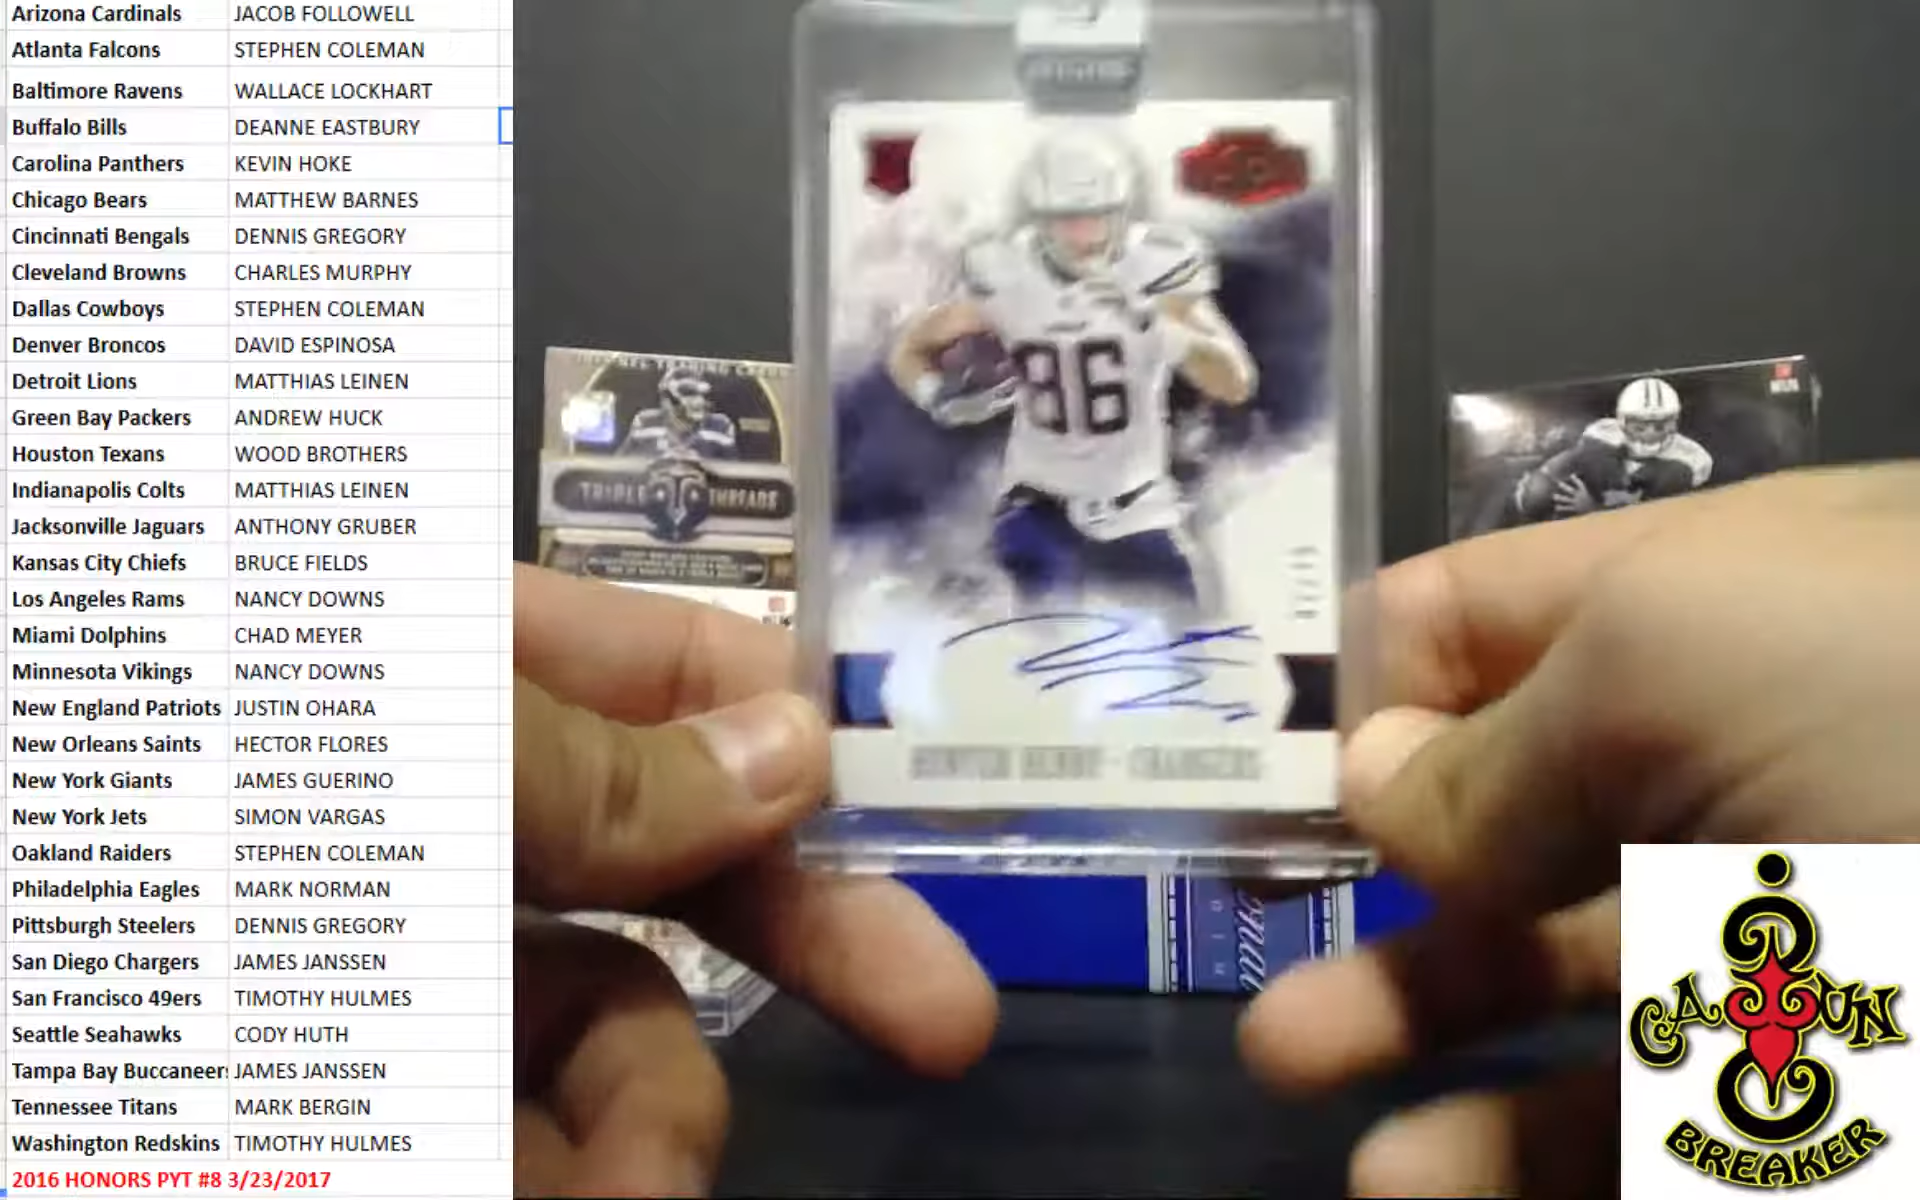 Arizona Cardinals JACOB FOLLOWELL
Atlanta Falcons STEPHEN COLEMAN
Baltimore Ravens WALLACE LOCKHART
Buffalo Bills DEANNE EASTBURY
Carolina Panthers KEVIN HOKE
Chicago Bears MATTHEW BARNES
Cincinnati Bengals DENNIS GREGORY
Cleveland Browns CHARLES MURPHY
Dallas Cowboys STEPHEN COLEMAN
Denver Broncos DAVID ESPINOSA
Detroit Lions MATTHIAS LEINEN
Green Bay Packers ANDREW HUCK
Houston Texans WOOD BROTHERS
Indianapolis Colts MATTHIAS LEINEN
Jacksonville Jaguars ANTHONY GRUBER
Kansas City Chiefs BRUCE FIELDS
Los Angeles Rams NANCY DOWNS
Miami Dolphins CHAD MEYER
Minnesota Vikings NANCY DOWNS
New England Patriots JUSTIN OHARA
New Orleans Saints HECTOR FLORES
New York Giants JAMES GUERINO
New York Jets SIMON VARGAS
Oakland Raiders STEPHEN COLEMAN
Philadelphia Eagles MARK NORMAN
Pittsburgh Steelers DENNIS GREGORY
San Diego Chargers JAMES JANSSEN
San Francisco 49ers TIMOTHY HULMES
Seattle Seahawks CODY HUTH
Tampa Bay Buccaneers JAMES JANSSEN
Tennessee Titans MARK BERGIN
Washington Redskins TIMOTHY HULMES
2016 HONORS PYT #8 3/23/2017
86
HUNTER HENRY - CHARGERS
TRIPLE THREADS
CAJUN
BREAKER